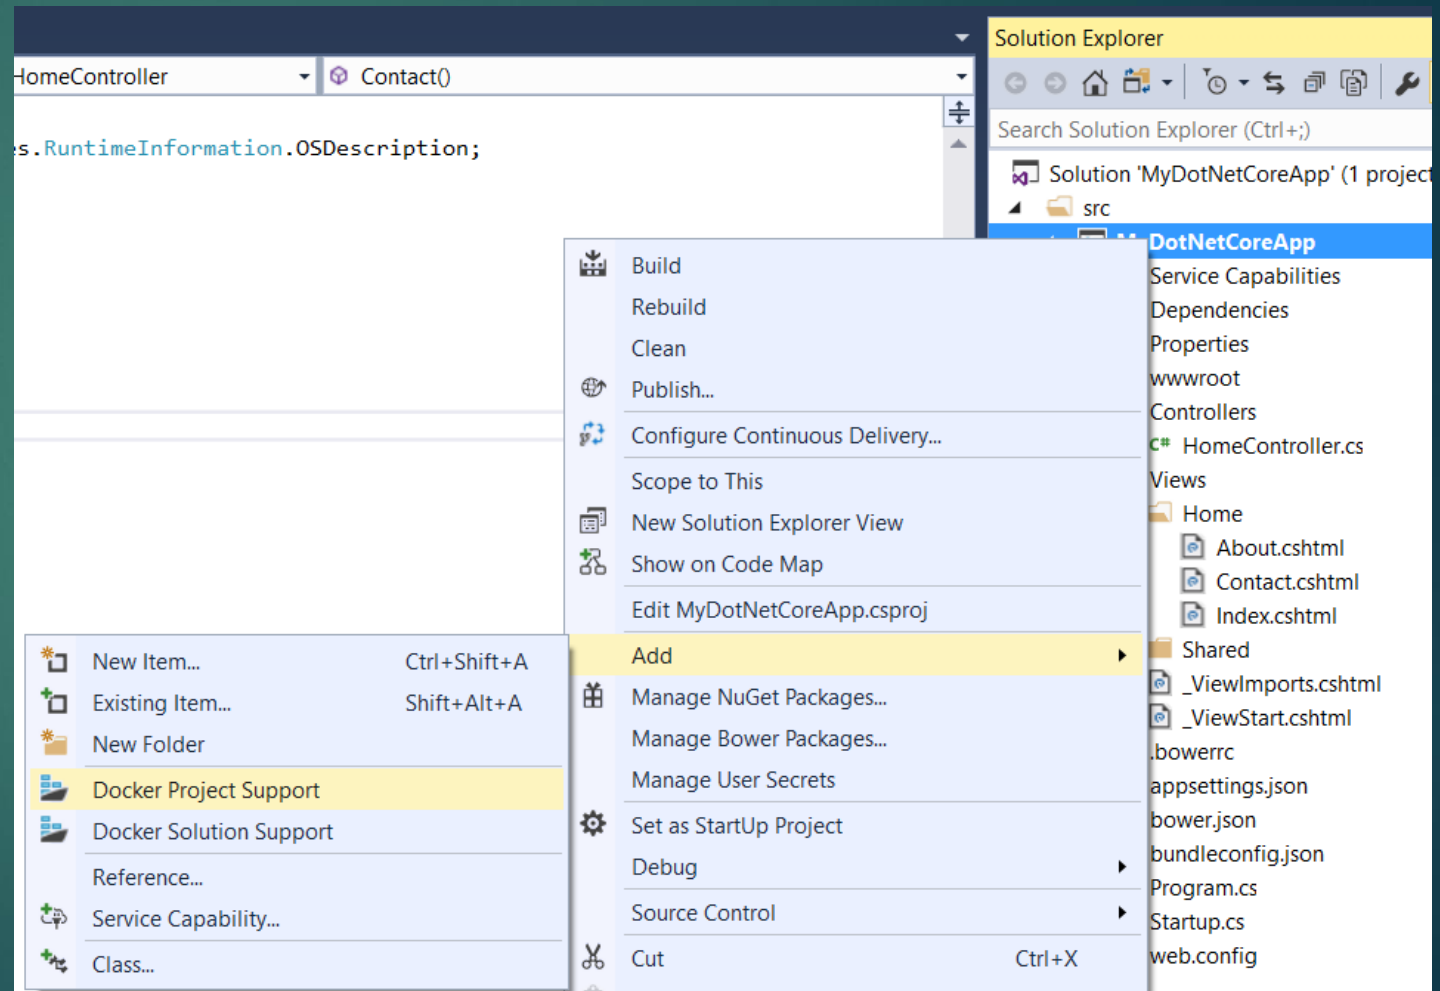 HomeController
Contact()
s.RuntimeInformation.OSDescription;
Solution Explorer
Search Solution Explorer (Ctrl+;)
Solution 'MyDotNetCoreApp' (1 project
src
DotNetCoreApp
Service Capabilities
Dependencies
Properties
wwwroot
Controllers
C# HomeController.cs
Views
Home
About.cshtml
Contact.cshtml
Index.cshtml
Shared
_ViewImports.cshtml
_ViewStart.cshtml
.bowerrc
appsettings.json
bower.json
bundleconfig.json
Program.cs
Startup.cs
web.config
Build
Rebuild
Clean
Publish...
Configure Continuous Delivery...
Scope to This
New Solution Explorer View
Show on Code Map
Edit MyDotNetCoreApp.csproj
Add
Manage NuGet Packages...
Manage Bower Packages...
Manage User Secrets
Set as StartUp Project
Debug
Source Control
Cut Ctrl+X
New Item... Ctrl+Shift+A
Existing Item... Shift+Alt+A
New Folder
Docker Project Support
Docker Solution Support
Reference...
Service Capability...
Class...